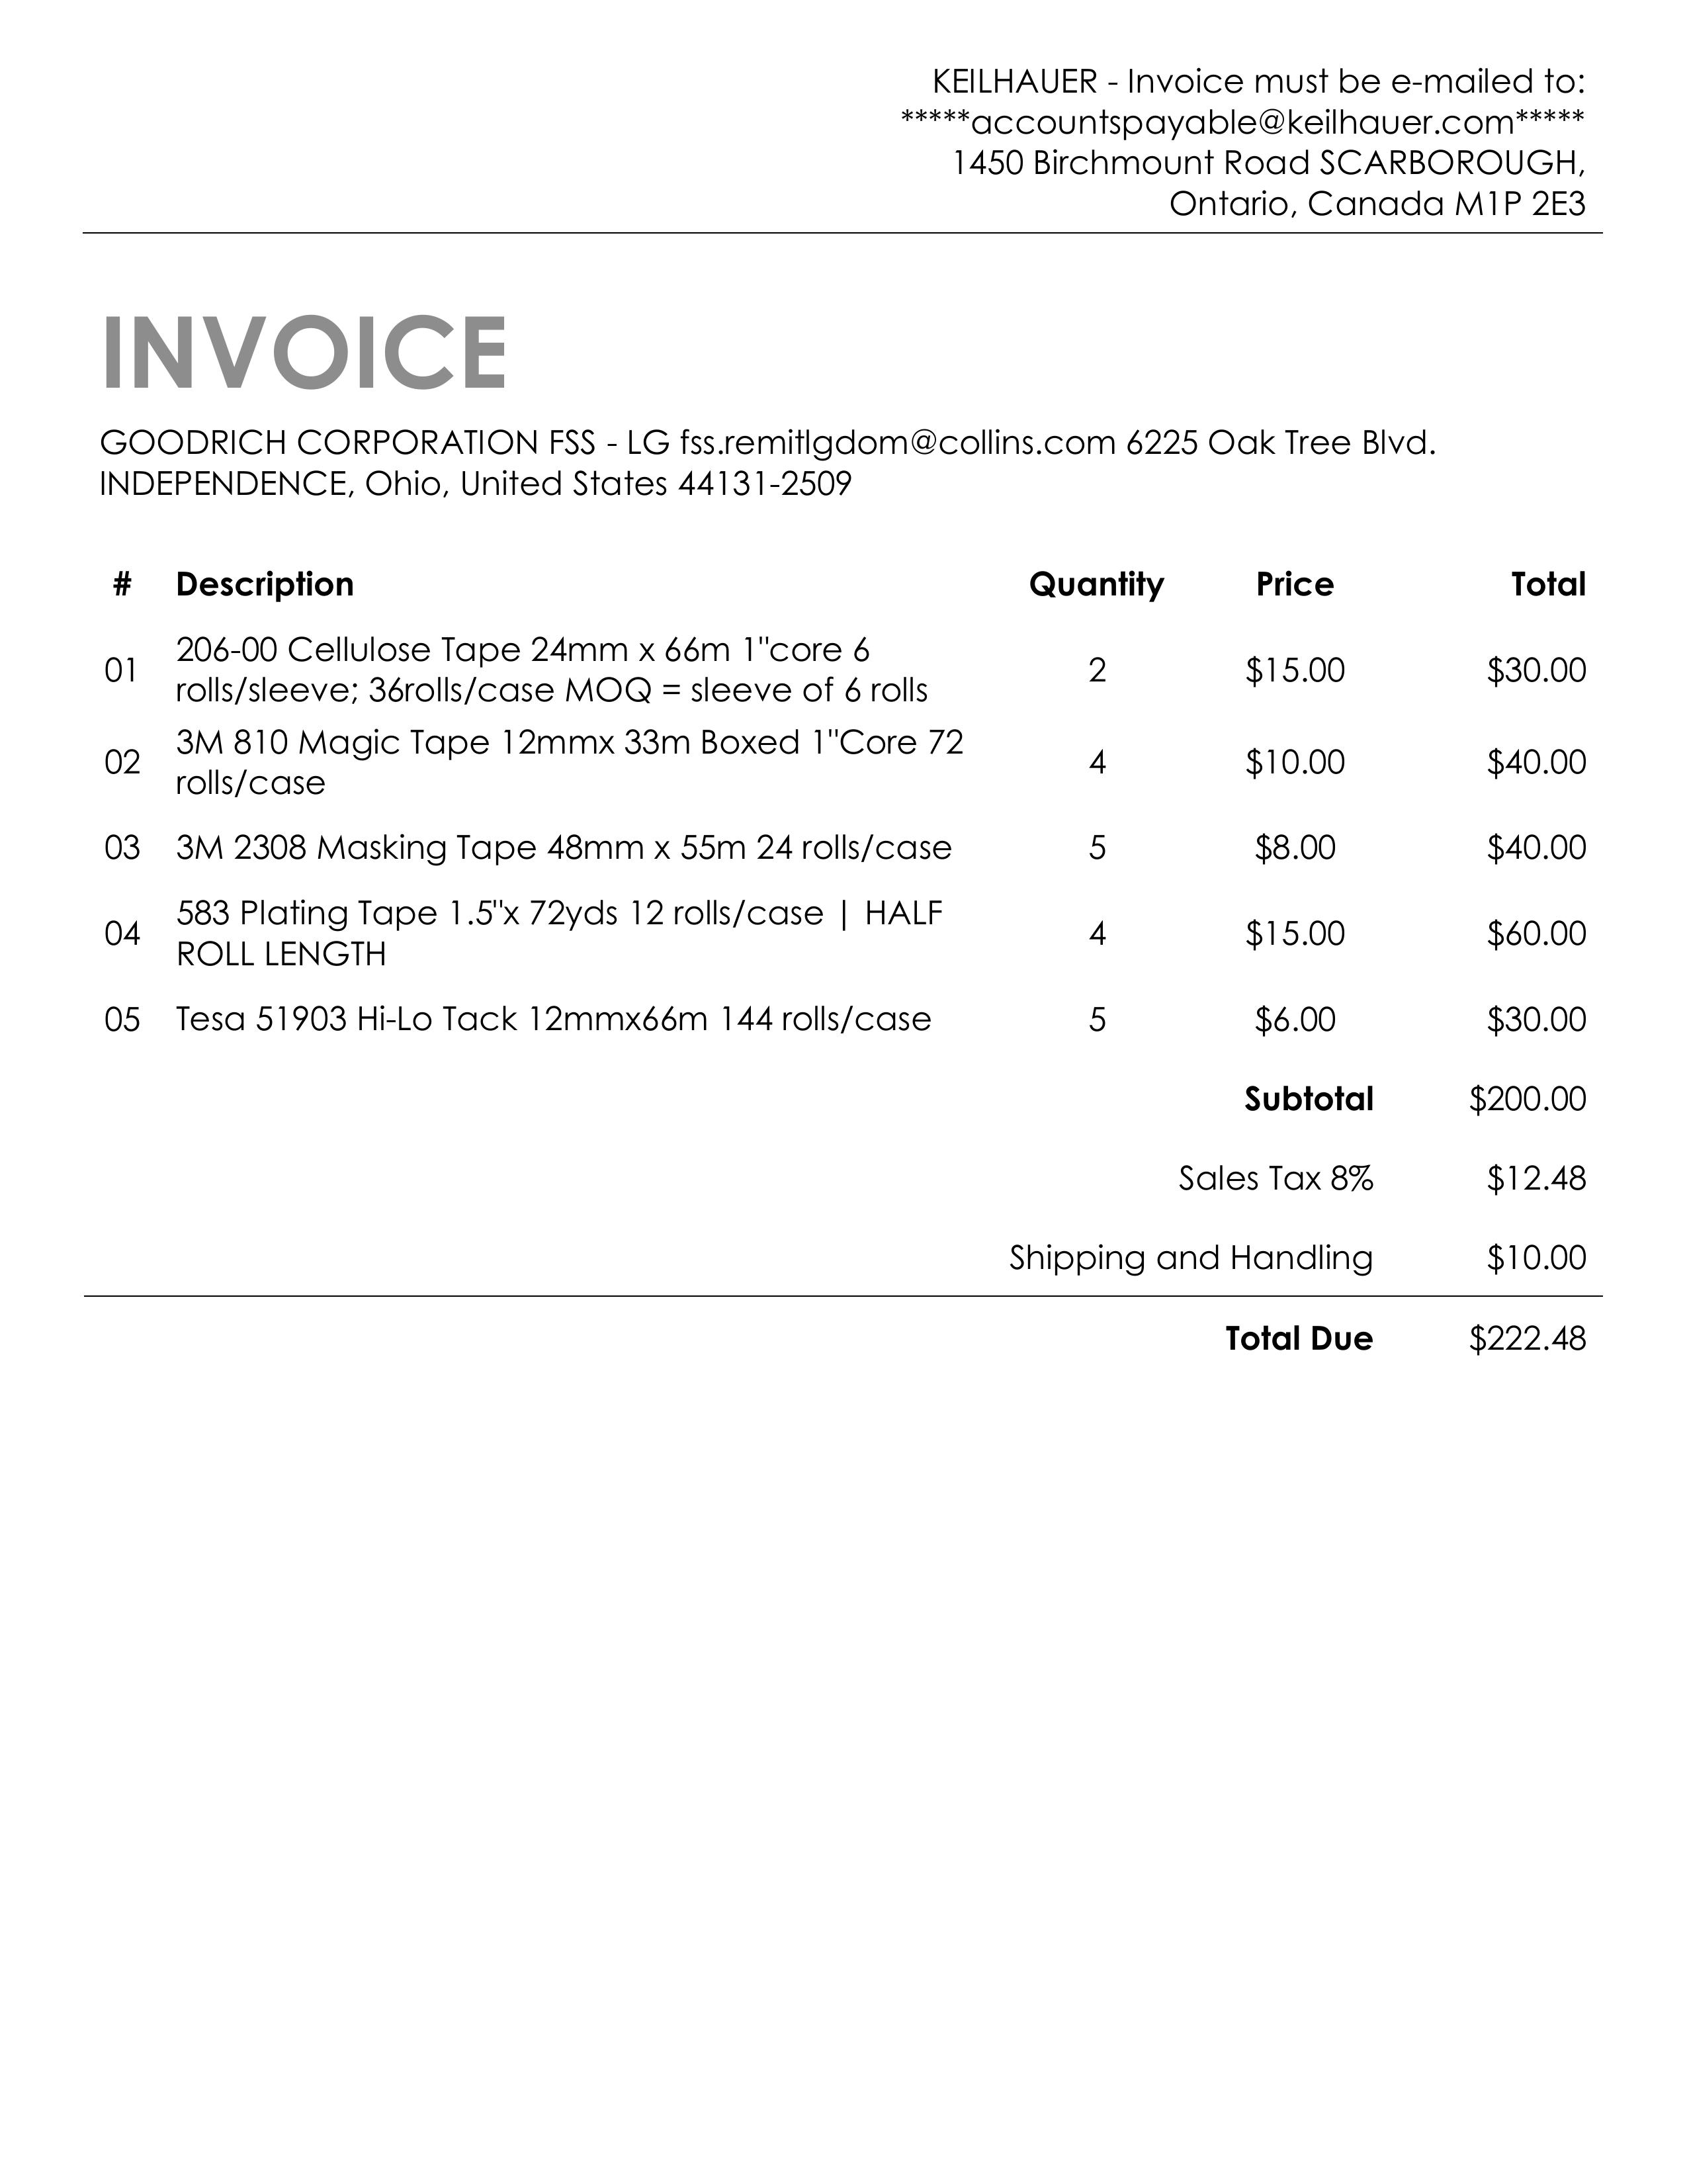 KEILHAUER - Invoice must be e-mailed to:
*****accountspayable@keilhauer.com*****
1450 Birchmount Road SCARBOROUGH,
Ontario, Canada M1P 2E3
INVOICE
GOODRICH CORPORATION FSS - LG fss.remitlgdom@collins.com 6225 Oak Tree Blvd.
INDEPENDENCE, Ohio, United States 44131-2509
# Description Quantity Price Total
01 206-00 Cellulose Tape 24mm x 66m 1"core 6
rolls/sleeve; 36rolls/case MOQ = sleeve of 6 rolls 2 $15.00 $30.00
02 3M 810 Magic Tape 12mmx 33m Boxed 1"Core 72
rolls/case 4 $10.00 $40.00
03 3M 2308 Masking Tape 48mm x 55m 24 rolls/case 5 $8.00 $40.00
04 583 Plating Tape 1.5"x 72yds 12 rolls/case | HALF
ROLL LENGTH 4 $15.00 $60.00
05 Tesa 51903 Hi-Lo Tack 12mmx66m 144 rolls/case 5 $6.00 $30.00
Subtotal $200.00
Sales Tax 8% $12.48
Shipping and Handling $10.00
Total Due $222.48